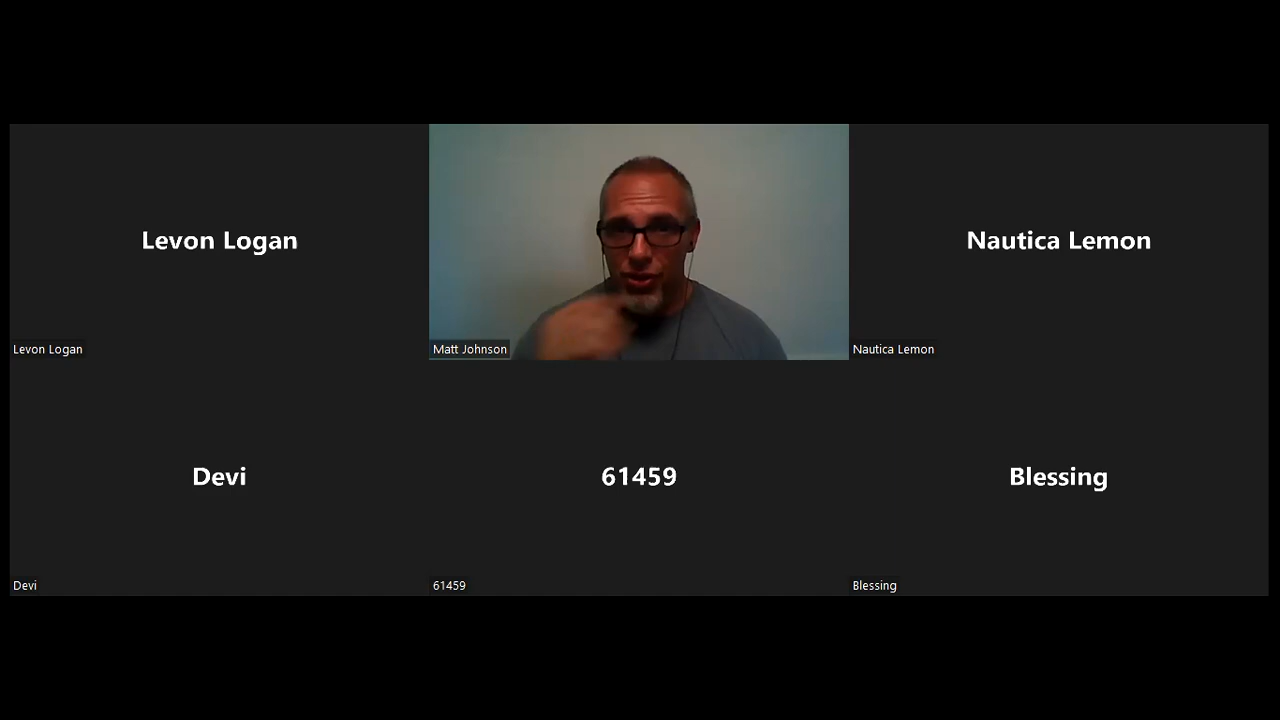 Levon Logan
Levon Logan
Matt Johnson
Nautica Lemon
Nautica Lemon
Devi
Devi
61459
61459
Blessing
Blessing